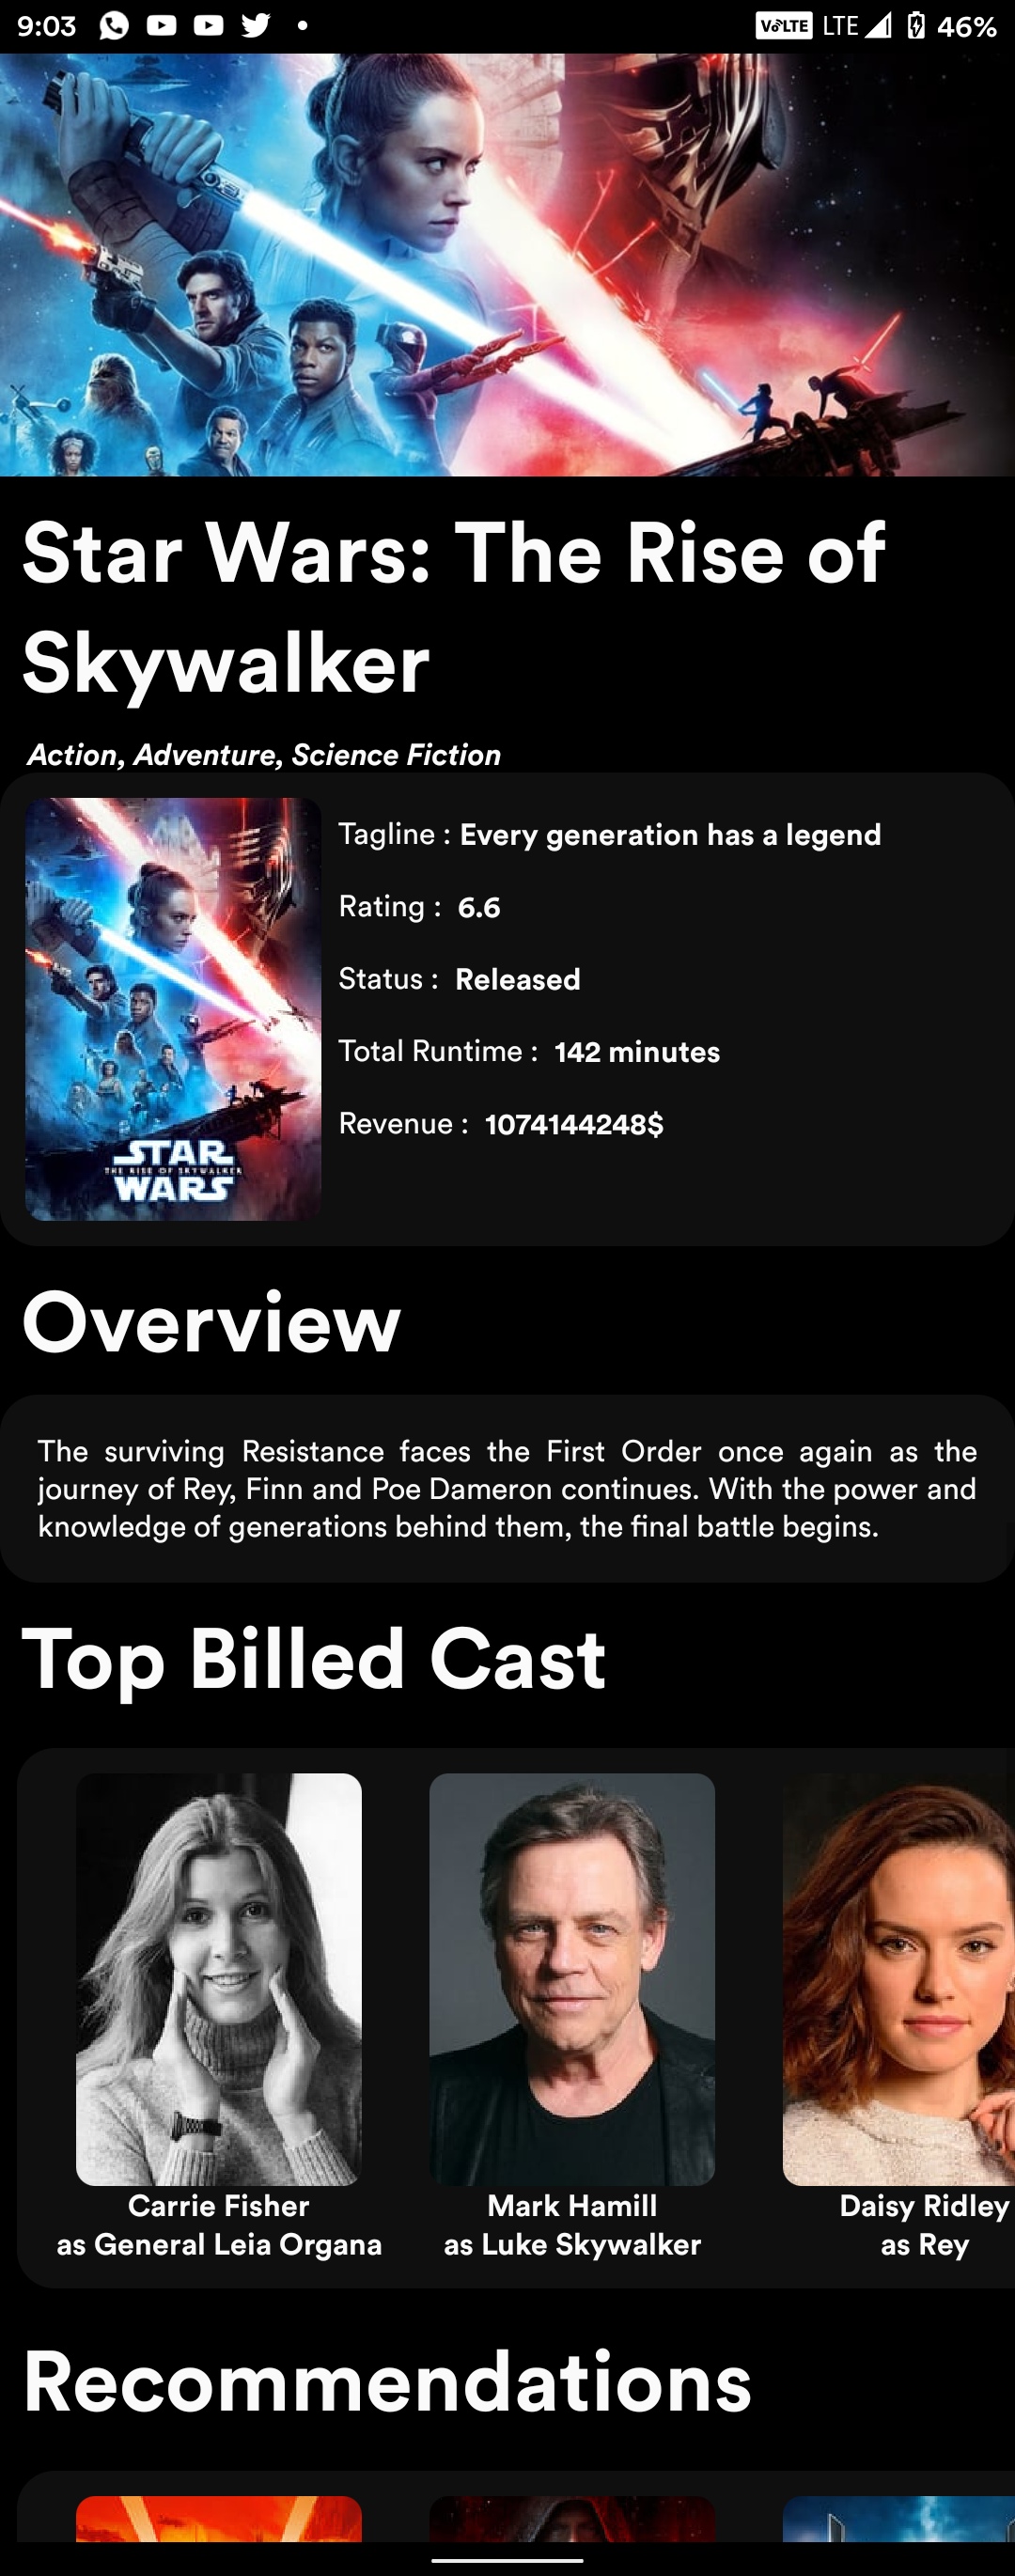 9:03
VoLTE LTE 46%
Star Wars: The Rise of
Skywalker
Action, Adventure, Science Fiction
Tagline : Every generation has a legend
Rating : 6.6
Status : Released
Total Runtime : 142 minutes
Revenue : 1074144248$
STAR
THE RISE OF SKYWALKER
WARS
Overview
The surviving Resistance faces the First Order once again as the
journey of Rey, Finn and Poe Dameron continues. With the power and
knowledge of generations behind them, the final battle begins.
Top Billed Cast
Carrie Fisher
as General Leia Organa
Mark Hamill
as Luke Skywalker
Daisy Ridley
as Rey
Recommendations